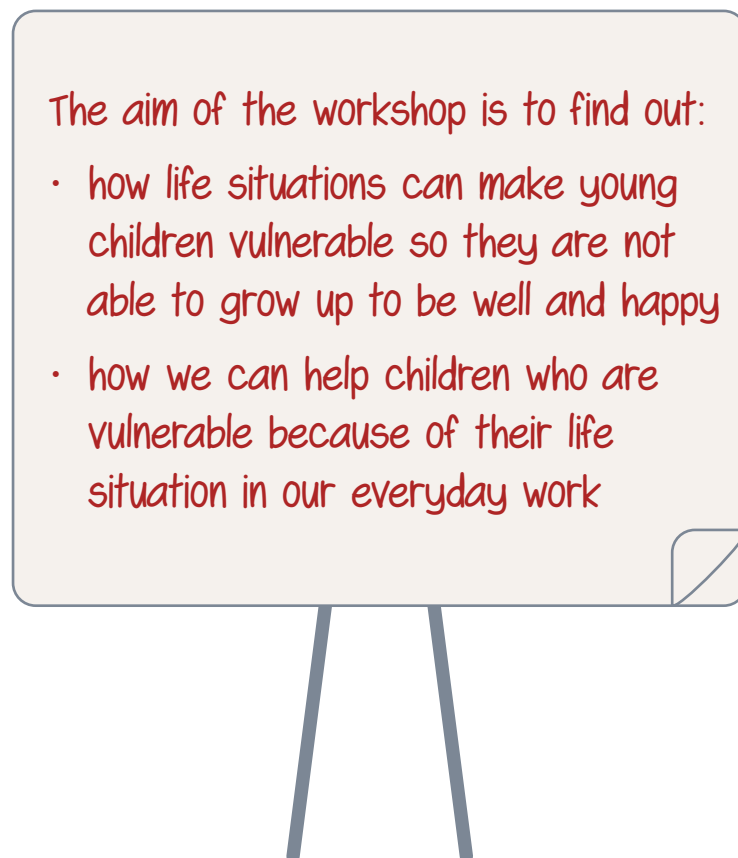 The aim of the workshop is to find out:
• how life situations can make young
children vulnerable so they are not
able to grow up to be well and happy
• how we can help children who are
vulnerable because of their life
situation in our everyday work